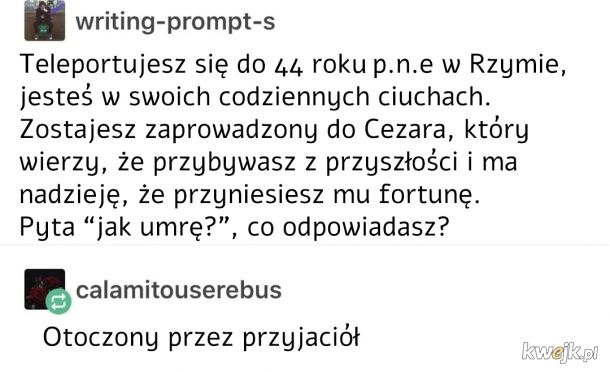 writing-prompt-s
Teleportujesz się do 44 roku p.n.e w Rzymie,
jesteś w swoich codziennych ciuchach.
Zostajesz zaprowadzony do Cezara, który
wierzy, że przybywasz z przyszłości i ma
nadzieję, że przyniesiesz mu fortunę.
Pyta “jak umrę?”, co odpowiadasz?
calamitouserebus
Otoczony przez przyjaciół
kwejk.pl